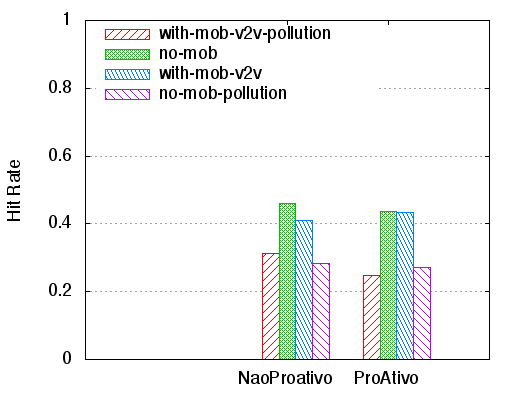 1
with-mob-v2v-pollution
no-mob
with-mob-v2v
no-mob-pollution
0.8
0.6
0.4
0.2
0
Hit Rate
NaoProativo ProAtivo